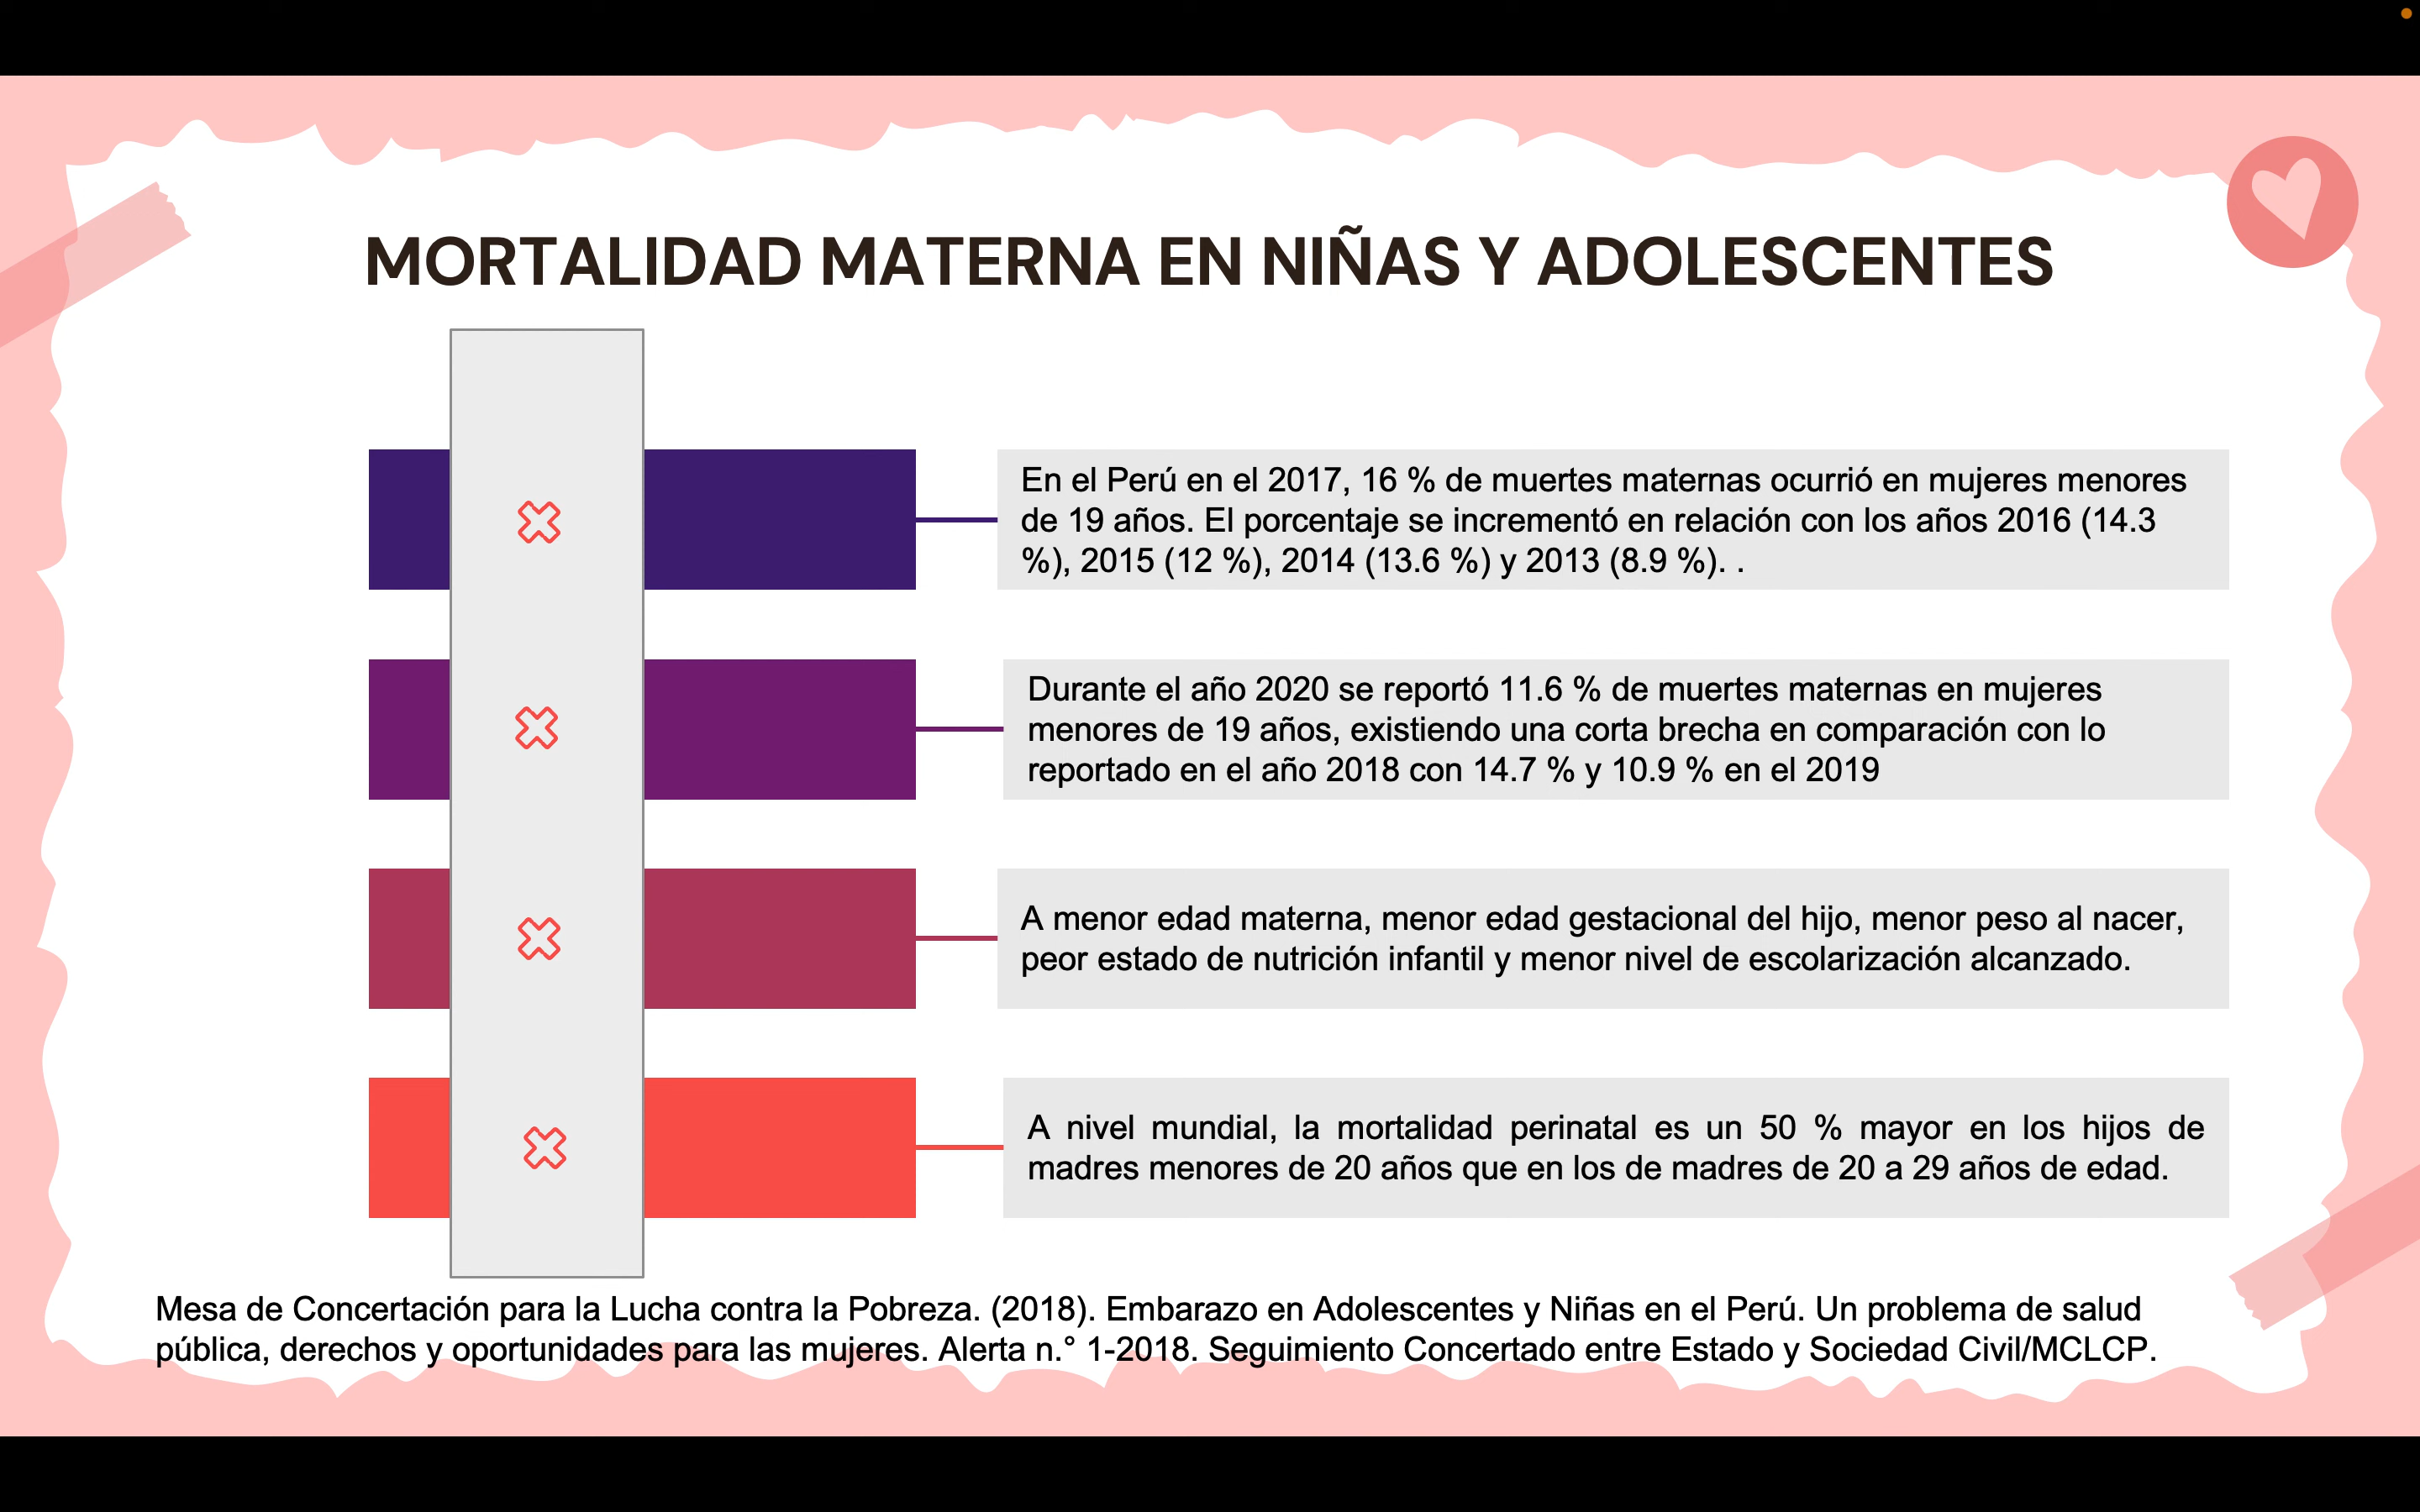 MORTALIDAD MATERNA EN NIÑAS Y ADOLESCENTES
En el Perú en el 2017, 16 % de muertes maternas ocurrió en mujeres menores
de 19 años. El porcentaje se incrementó en relación con los años 2016 (14.3
%), 2015 (12 %), 2014 (13.6 %) y 2013 (8.9 %). .
Durante el año 2020 se reportó 11.6 % de muertes maternas en mujeres
menores de 19 años, existiendo una corta brecha en comparación con lo
reportado en el año 2018 con 14.7 % y 10.9 % en el 2019
A menor edad materna, menor edad gestacional del hijo, menor peso al nacer,
peor estado de nutrición infantil y menor nivel de escolarización alcanzado.
A nivel mundial, la mortalidad perinatal es un 50 % mayor en los hijos de
madres menores de 20 años que en los de madres de 20 a 29 años de edad.
Mesa de Concertación para la Lucha contra la Pobreza. (2018). Embarazo en Adolescentes y Niñas en el Perú. Un problema de salud
pública, derechos y oportunidades para las mujeres. Alerta n.° 1-2018. Seguimiento Concertado entre Estado y Sociedad Civil/MCLCP.